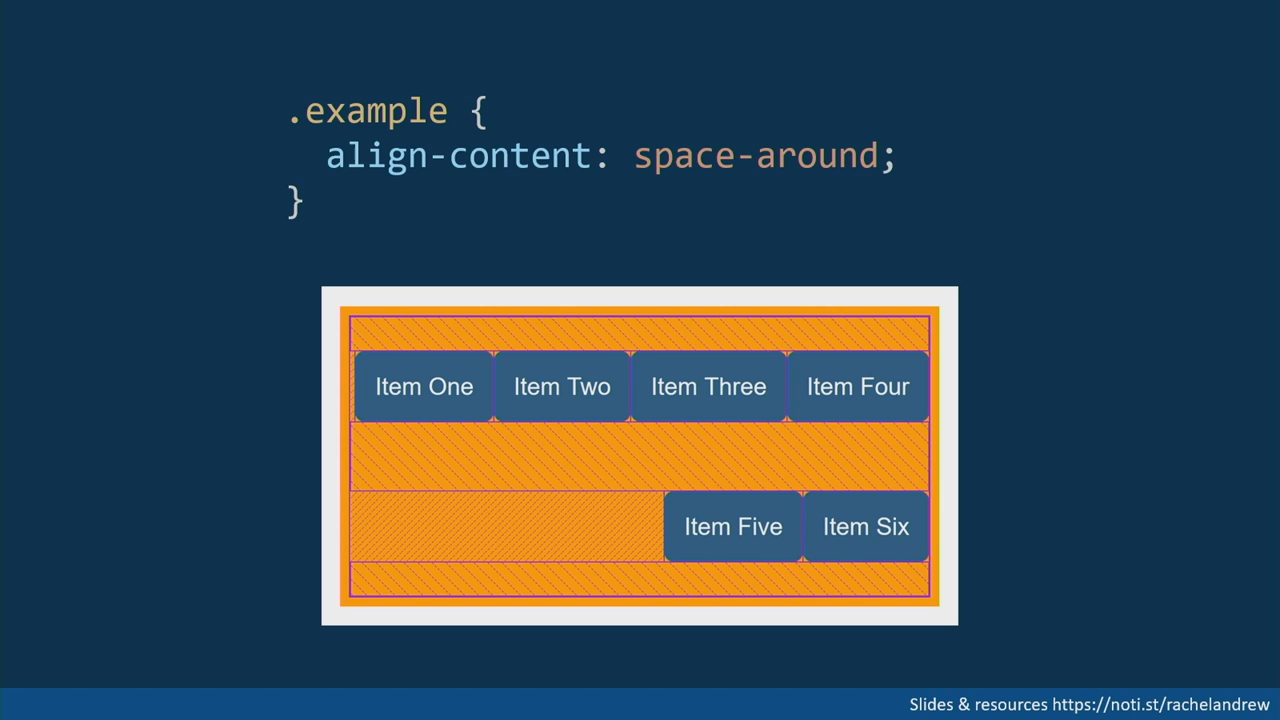 .example {
align-content: space-around;
}
Item One Item Two Item Three Item Four
Item Five Item Six
Slides & resources https://noti.st/rachelandrew